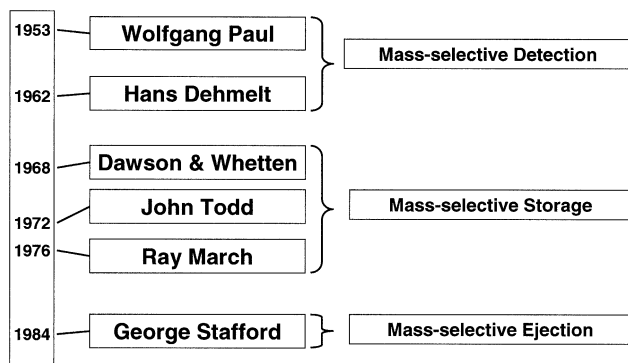 1953
Wolfgang Paul
Mass-selective Detection
1962
Hans Dehmelt
1968
Dawson & Whetten
1972
John Todd
Mass-selective Storage
1976
Ray March
1984
George Stafford
Mass-selective Ejection